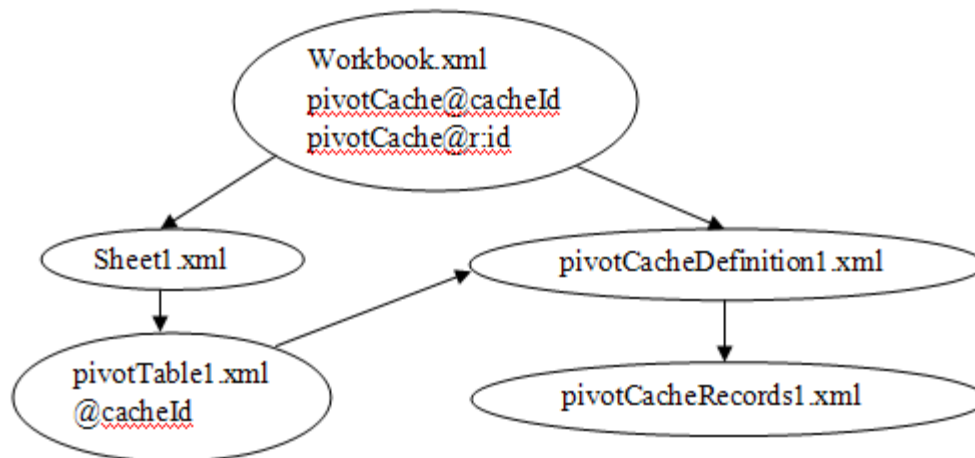 Workbook.xml
pivotCache@cacheId
pivotCache@r:id
Sheet1.xml
pivotCacheDefinition1.xml
pivotTable1.xml
@cacheId
pivotCacheRecords1.xml